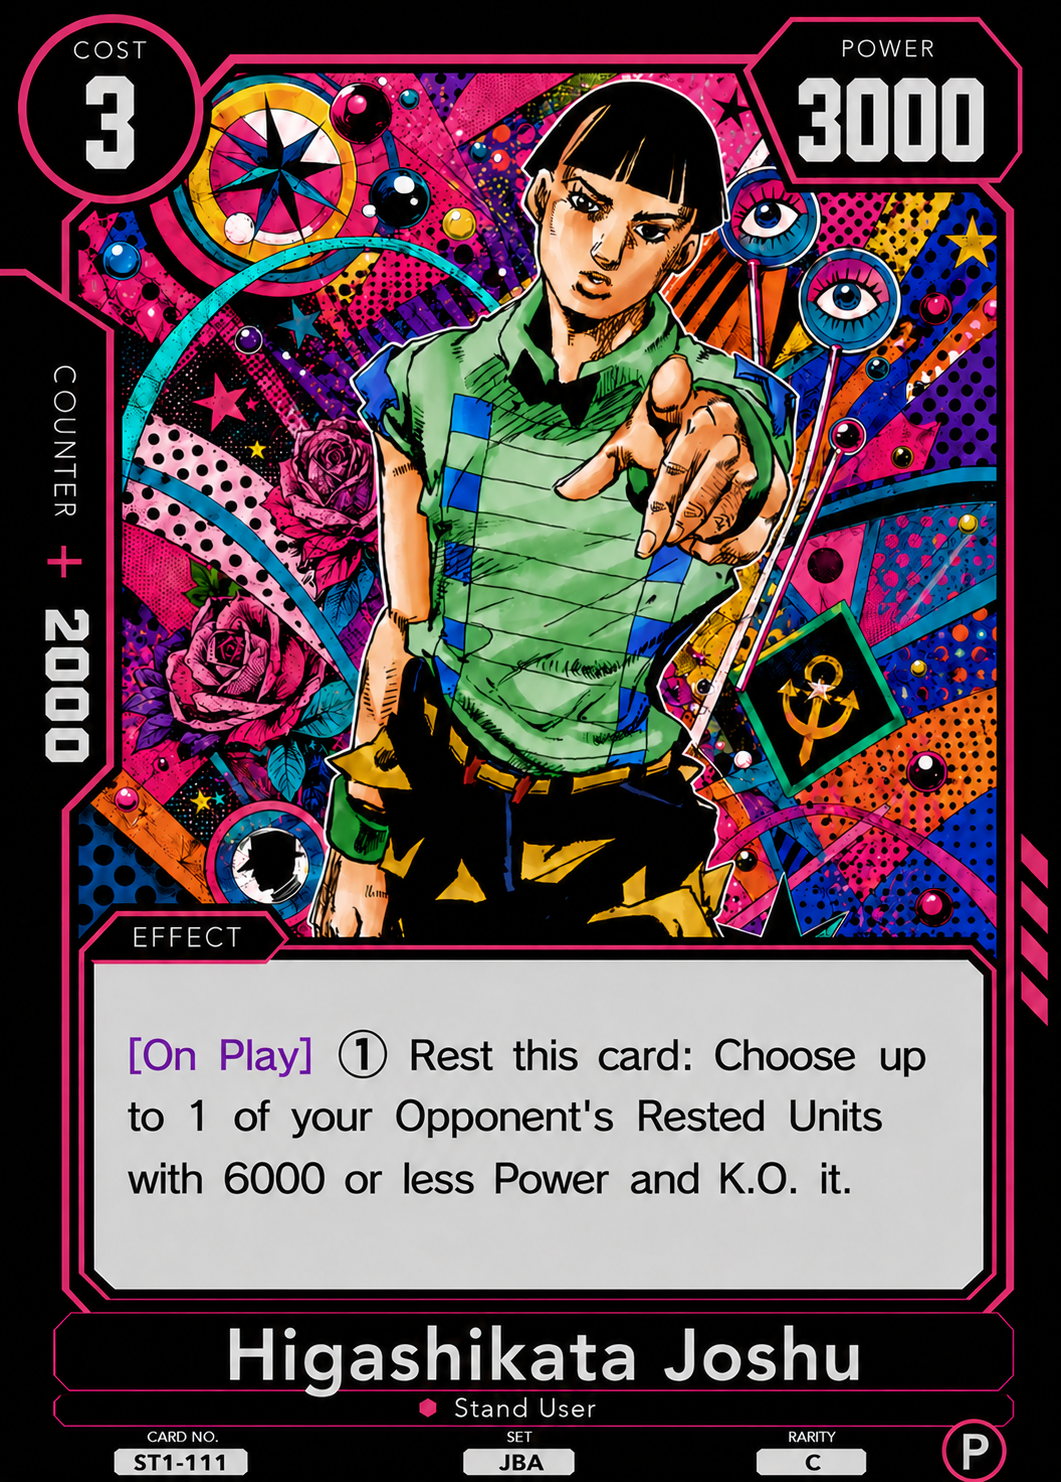 COST
3
POWER
3000
COUNTER + 2000
EFFECT
[On Play] ① Rest this card: Choose up
to 1 of your Opponent's Rested Units
with 6000 or less Power and K.O. it.
Higashikata Joshu
Stand User
CARD NO.
ST1-111
SET
JBA
RARITY
C
P